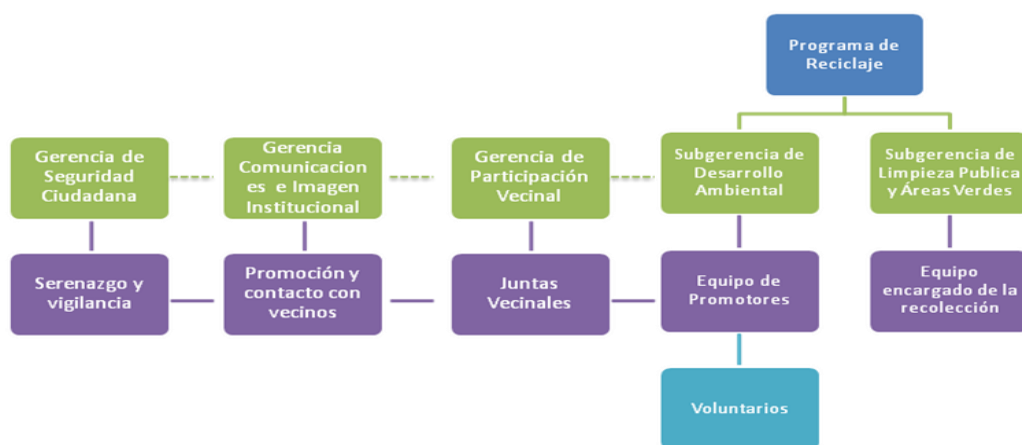 Programa de
Reciclaje
Gerencia de
Seguridad
Ciudadana
Gerencia
Comunicacion
es e Imagen
Institucional
Gerencia de
Participación
Vecinal
Subgerencia de
Desarrollo
Ambiental
Subgerencia de
Limpieza Publica
y Áreas Verdes
Serenazgo y
vigilancia
Promoción y
contacto con
vecinos
Juntas
Vecinales
Equipo de
Promotores
Equipo
encargado de la
recolección
Voluntarios